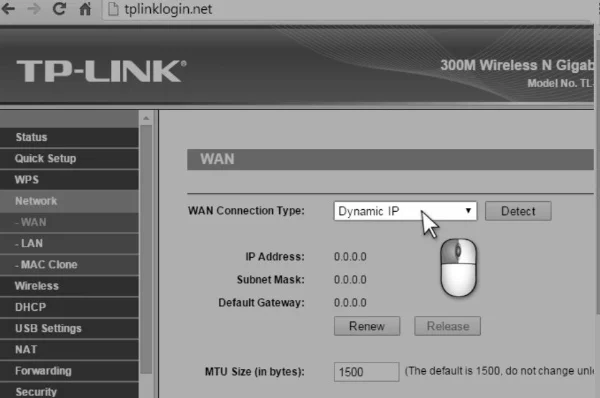 tplinklogin.net
TP-LINK®
300M Wireless N Gigab
Model No. TL-
Status
Quick Setup
WPS
Network
- WAN
- LAN
- MAC Clone
Wireless
DHCP
USB Settings
NAT
Forwarding
Security
WAN
WAN Connection Type: Dynamic IP Detect
IP Address: 0.0.0.0
Subnet Mask: 0.0.0.0
Default Gateway: 0.0.0.0
Renew Release
MTU Size (in bytes): 1500 (The default is 1500, do not change unl